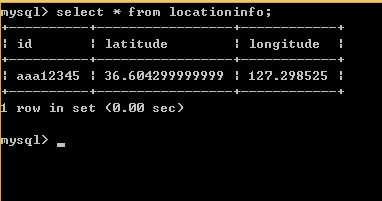 mysql> select * from locationinfo;
+----------+-----------------+------------+
| id       | latitude        | longitude  |
+----------+-----------------+------------+
| aaa12345 | 36.604299999999 | 127.298525 |
+----------+-----------------+------------+
1 row in set (0.00 sec)
mysql> _